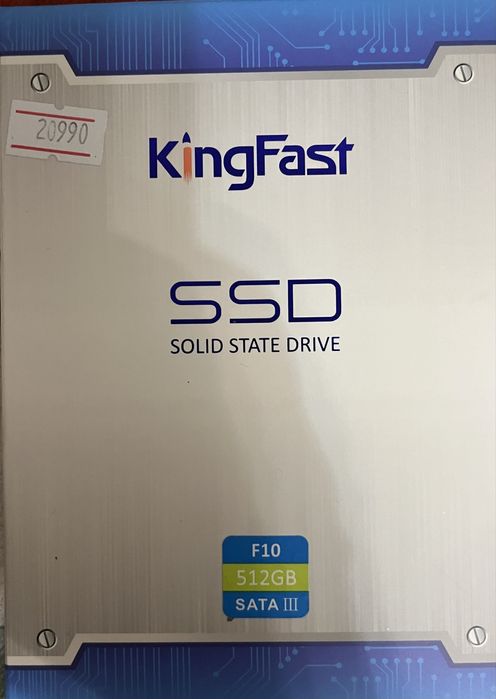 20990
KingFast
SSD
SOLID STATE DRIVE
F10
512GB
SATA III